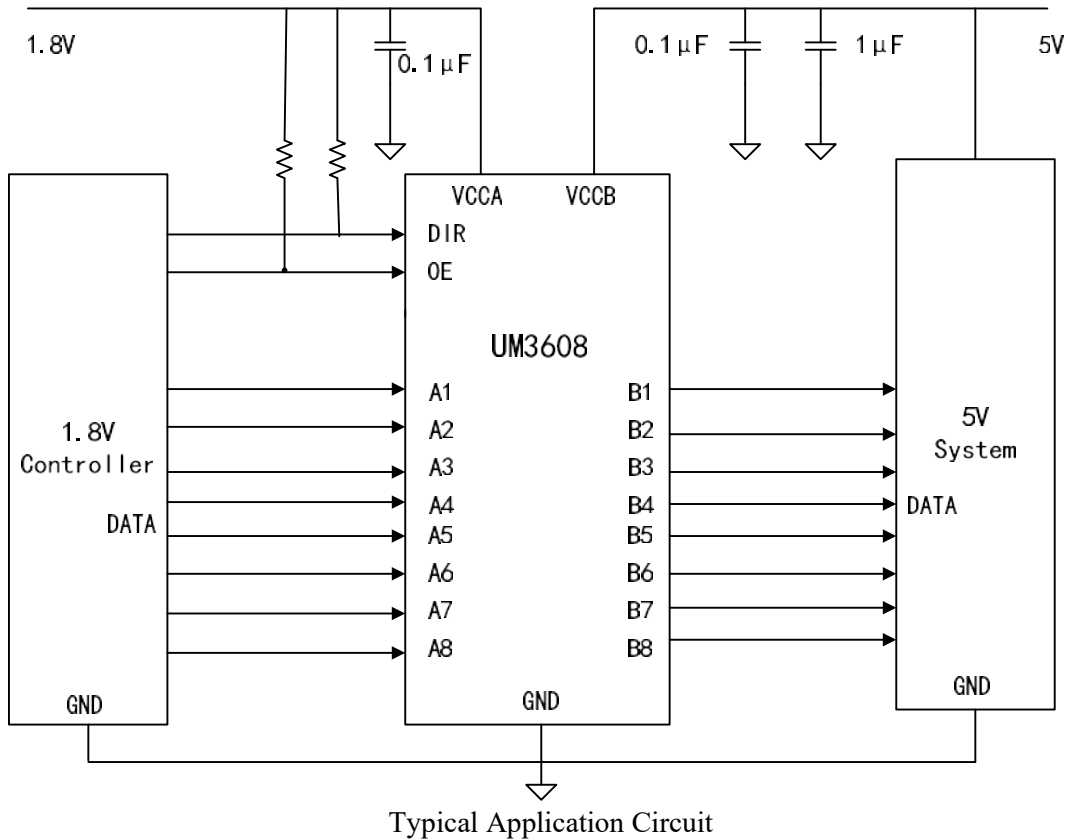 1.8V
0.1μF
0.1μF
1μF
5V
VCCA
VCCB
DIR
OE
UM3608
1.8V
Controller
DATA
GND
A1
A2
A3
A4
A5
A6
A7
A8
GND
B1
B2
B3
B4
B5
B6
B7
B8
5V
System
DATA
GND
Typical Application Circuit